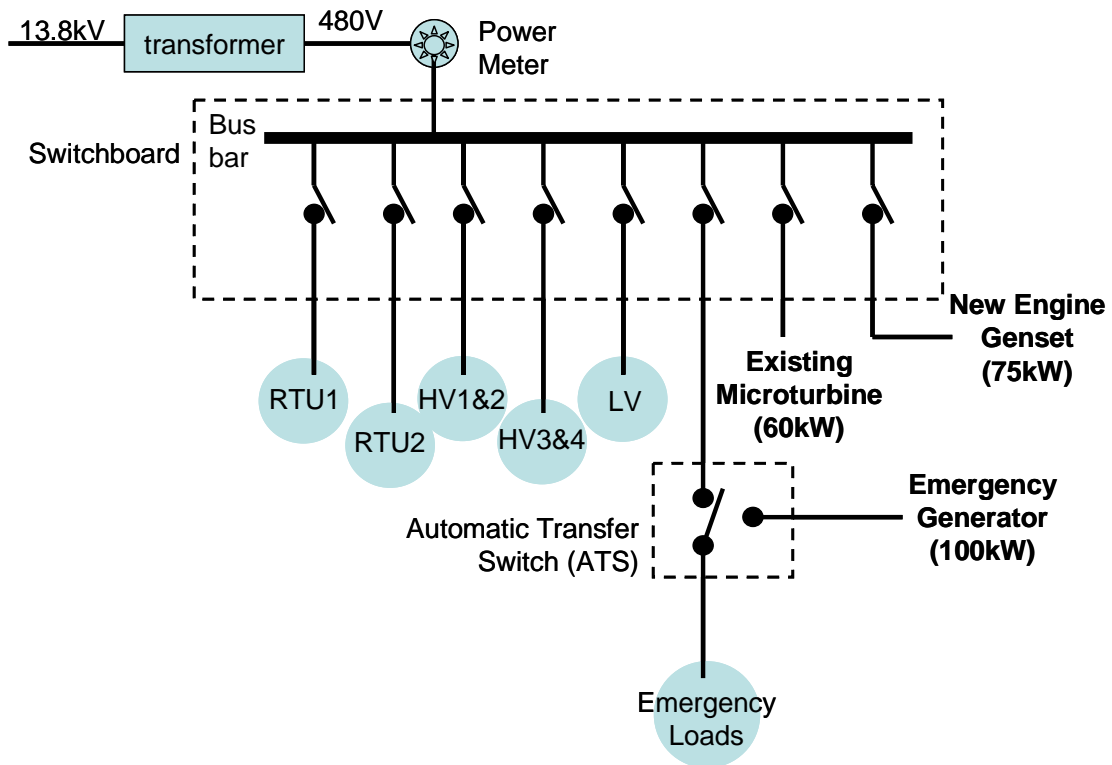 13.8kV
transformer
480V
Power
Meter
Switchboard
Bus
bar
RTU1
RTU2
HV1&2
HV3&4
LV
Existing
Microturbine
(60kW)
New Engine
Genset
(75kW)
Automatic Transfer
Switch (ATS)
Emergency
Generator
(100kW)
Emergency
Loads